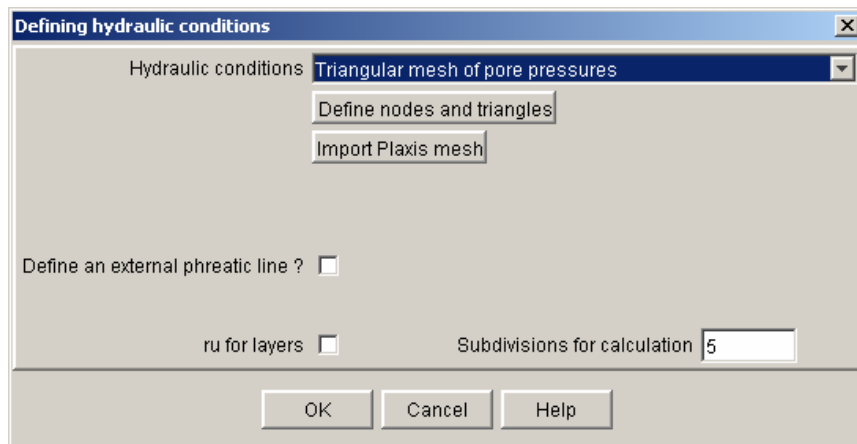 Defining hydraulic conditions
Hydraulic conditions Triangular mesh of pore pressures
Define nodes and triangles
Import Plaxis mesh
Define an external phreatic line ?
ru for layers Subdivisions for calculation 5
OK Cancel Help